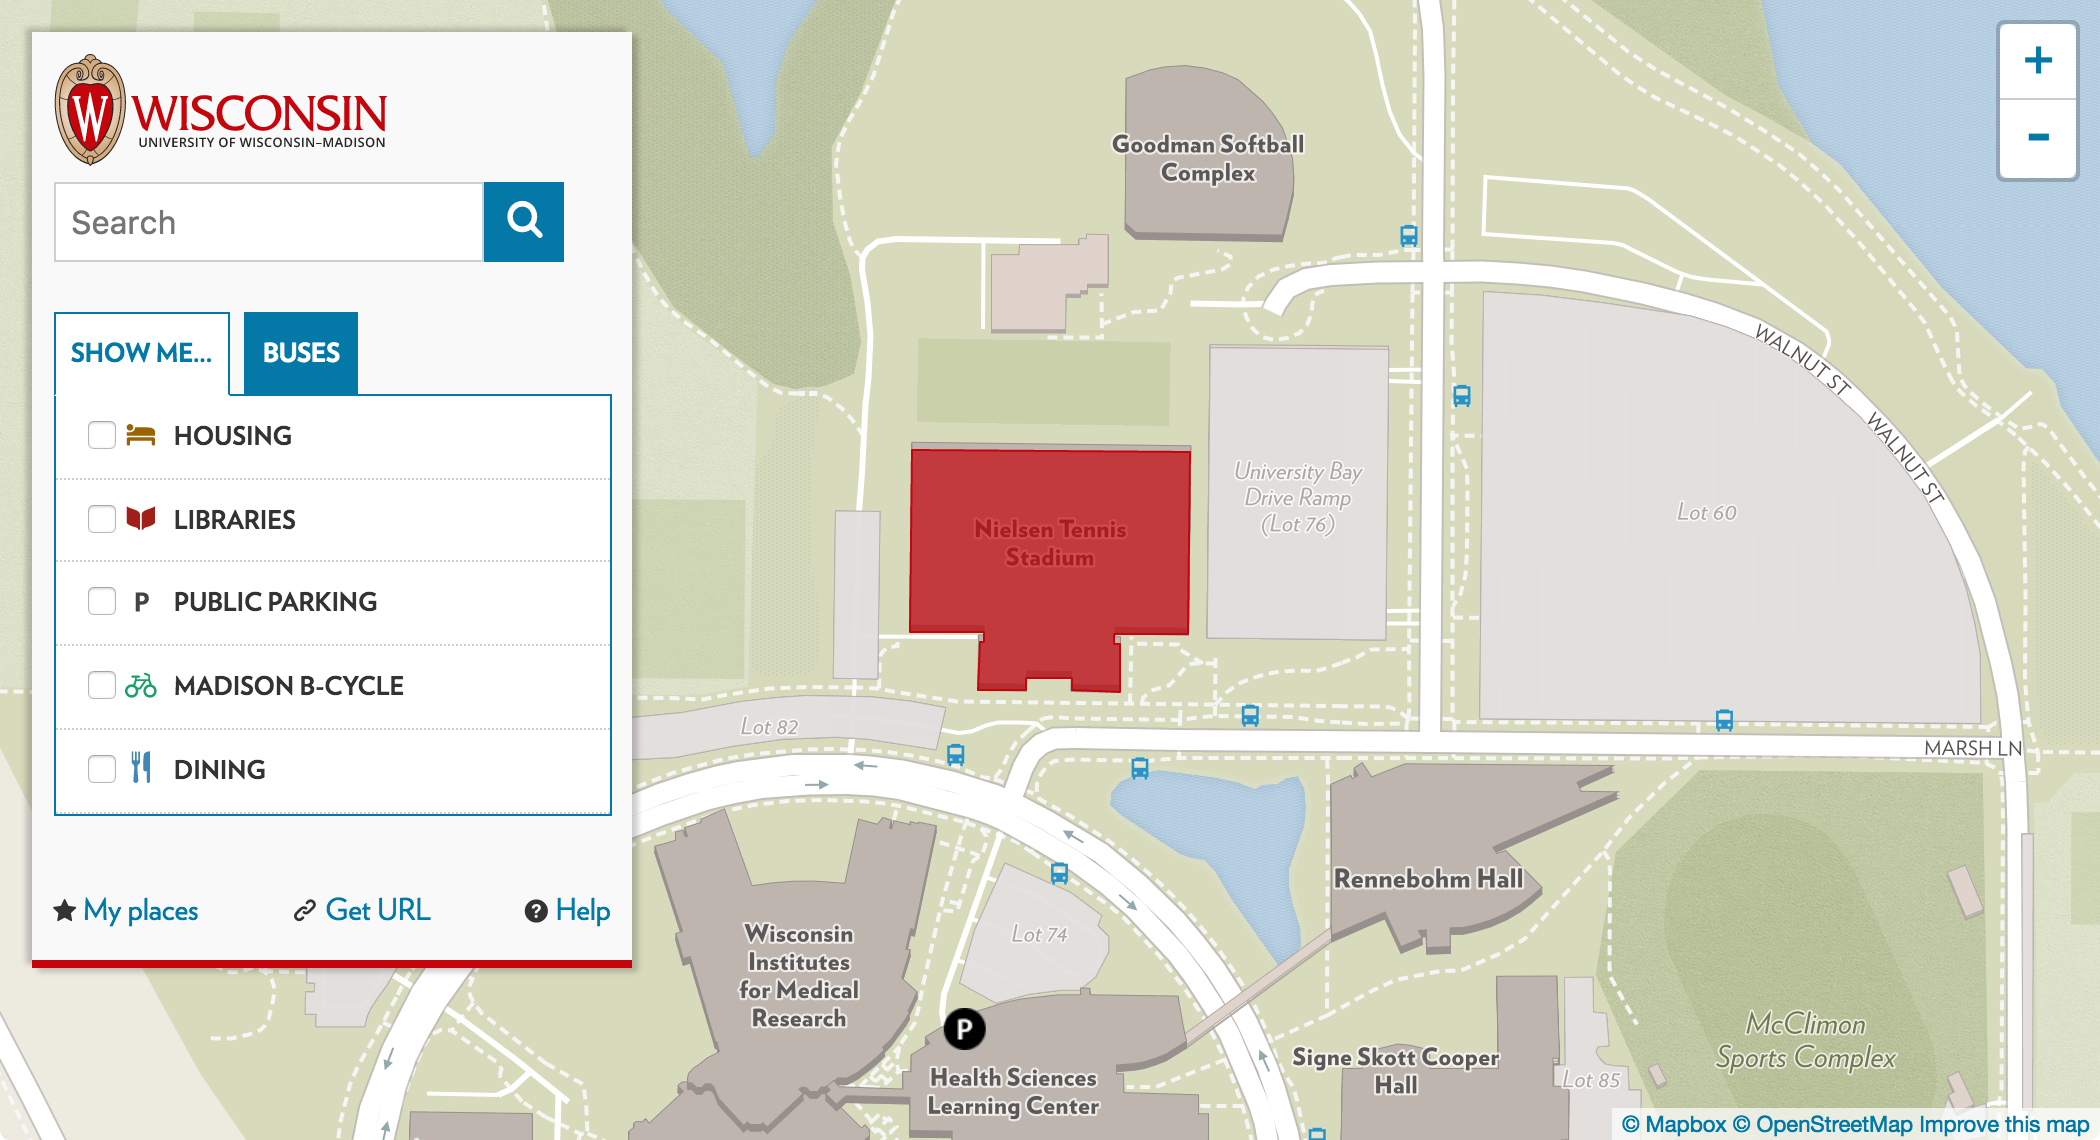 W
WISCONSIN
UNIVERSITY OF WISCONSIN–MADISON
Search
SHOW ME...
BUSES
HOUSING
LIBRARIES
P
PUBLIC PARKING
MADISON B-CYCLE
DINING
My places
Get URL
? Help
+
-
Goodman Softball
Complex
WALNUT ST
WALNUT ST
University Bay
Drive Ramp
(Lot 76)
Lot 60
Nielsen Tennis
Stadium
Lot 82
MARSH LN
Rennebohm Hall
Wisconsin
Institutes
for Medical
Research
Lot 74
P
Health Sciences
Learning Center
Signe Skott Cooper
Hall
Lot 85
McClimon
Sports Complex
© Mapbox © OpenStreetMap Improve this map